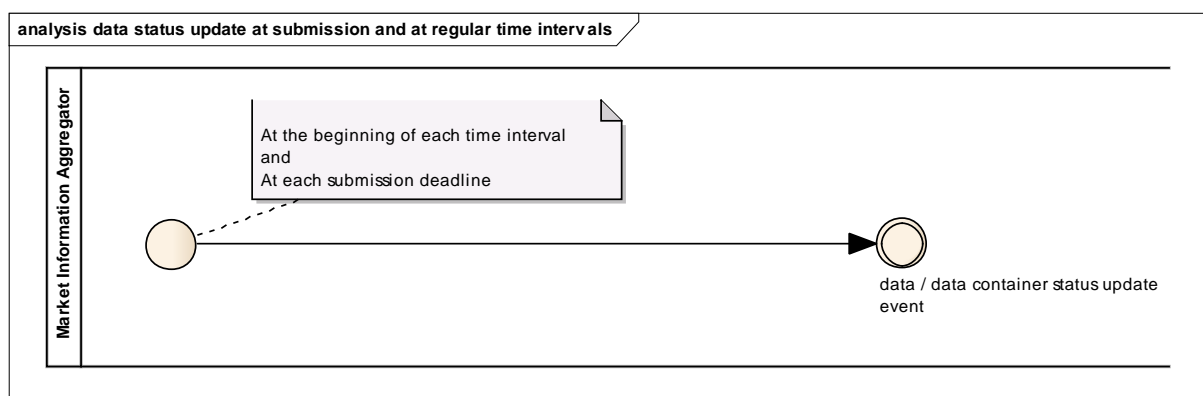 analysis data status update at submission and at regular time intervals
Market Information Aggregator
At the beginning of each time interval
and
At each submission deadline
data / data container status update
event